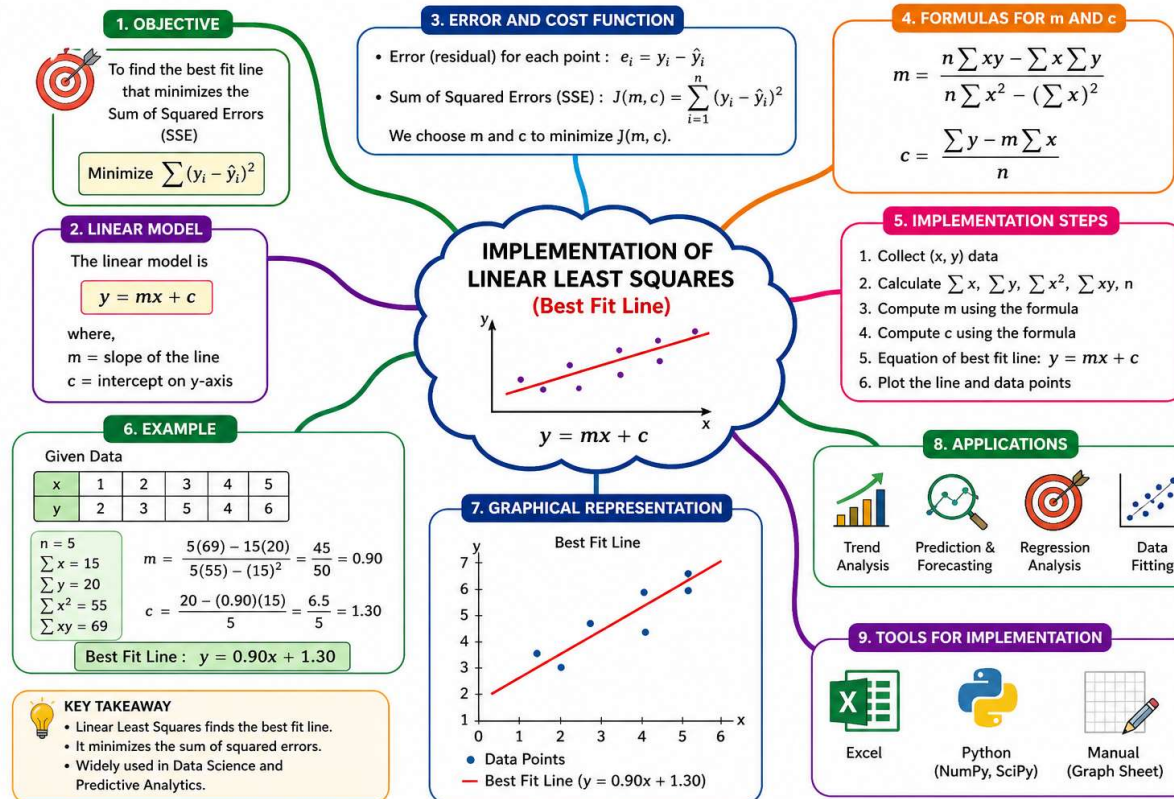 1. OBJECTIVE
To find the best fit line
that minimizes the
Sum of Squared Errors
(SSE)
Minimize ∑(yᵢ − ŷᵢ)²
2. LINEAR MODEL
The linear model is
y = mx + c
where,
m = slope of the line
c = intercept on y-axis
3. ERROR AND COST FUNCTION
• Error (residual) for each point : eᵢ = yᵢ − ŷᵢ
• Sum of Squared Errors (SSE) : J(m, c) = ∑ᵢ₌₁ⁿ (yᵢ − ŷᵢ)²
We choose m and c to minimize J(m, c).
4. FORMULAS FOR m AND c
m = (n∑xy − ∑x∑y) / (n∑x² − (∑x)²)
c = (∑y − m∑x) / n
IMPLEMENTATION OF
LINEAR LEAST SQUARES
(Best Fit Line)
y
x
y = mx + c
5. IMPLEMENTATION STEPS
1. Collect (x, y) data
2. Calculate ∑x, ∑y, ∑x², ∑xy, n
3. Compute m using the formula
4. Compute c using the formula
5. Equation of best fit line: y = mx + c
6. Plot the line and data points
6. EXAMPLE
Given Data
x 1 2 3 4 5
y 2 3 5 4 6
n = 5
∑x = 15
∑y = 20
∑x² = 55
∑xy = 69
m = (5(69) − 15(20)) / (5(55) − (15)²) = 45/50 = 0.90
c = (20 − (0.90)(15)) / 5 = 6.5/5 = 1.30
Best Fit Line : y = 0.90x + 1.30
KEY TAKEAWAY
• Linear Least Squares finds the best fit line.
• It minimizes the sum of squared errors.
• Widely used in Data Science and
Predictive Analytics.
7. GRAPHICAL REPRESENTATION
Best Fit Line
y
7
6
5
4
3
2
1
0 1 2 3 4 5 6
x
Data Points
Best Fit Line (y = 0.90x + 1.30)
8. APPLICATIONS
Trend
Analysis
Prediction &
Forecasting
Regression
Analysis
Data
Fitting
9. TOOLS FOR IMPLEMENTATION
X
Excel
Python
(NumPy, SciPy)
Manual
(Graph Sheet)